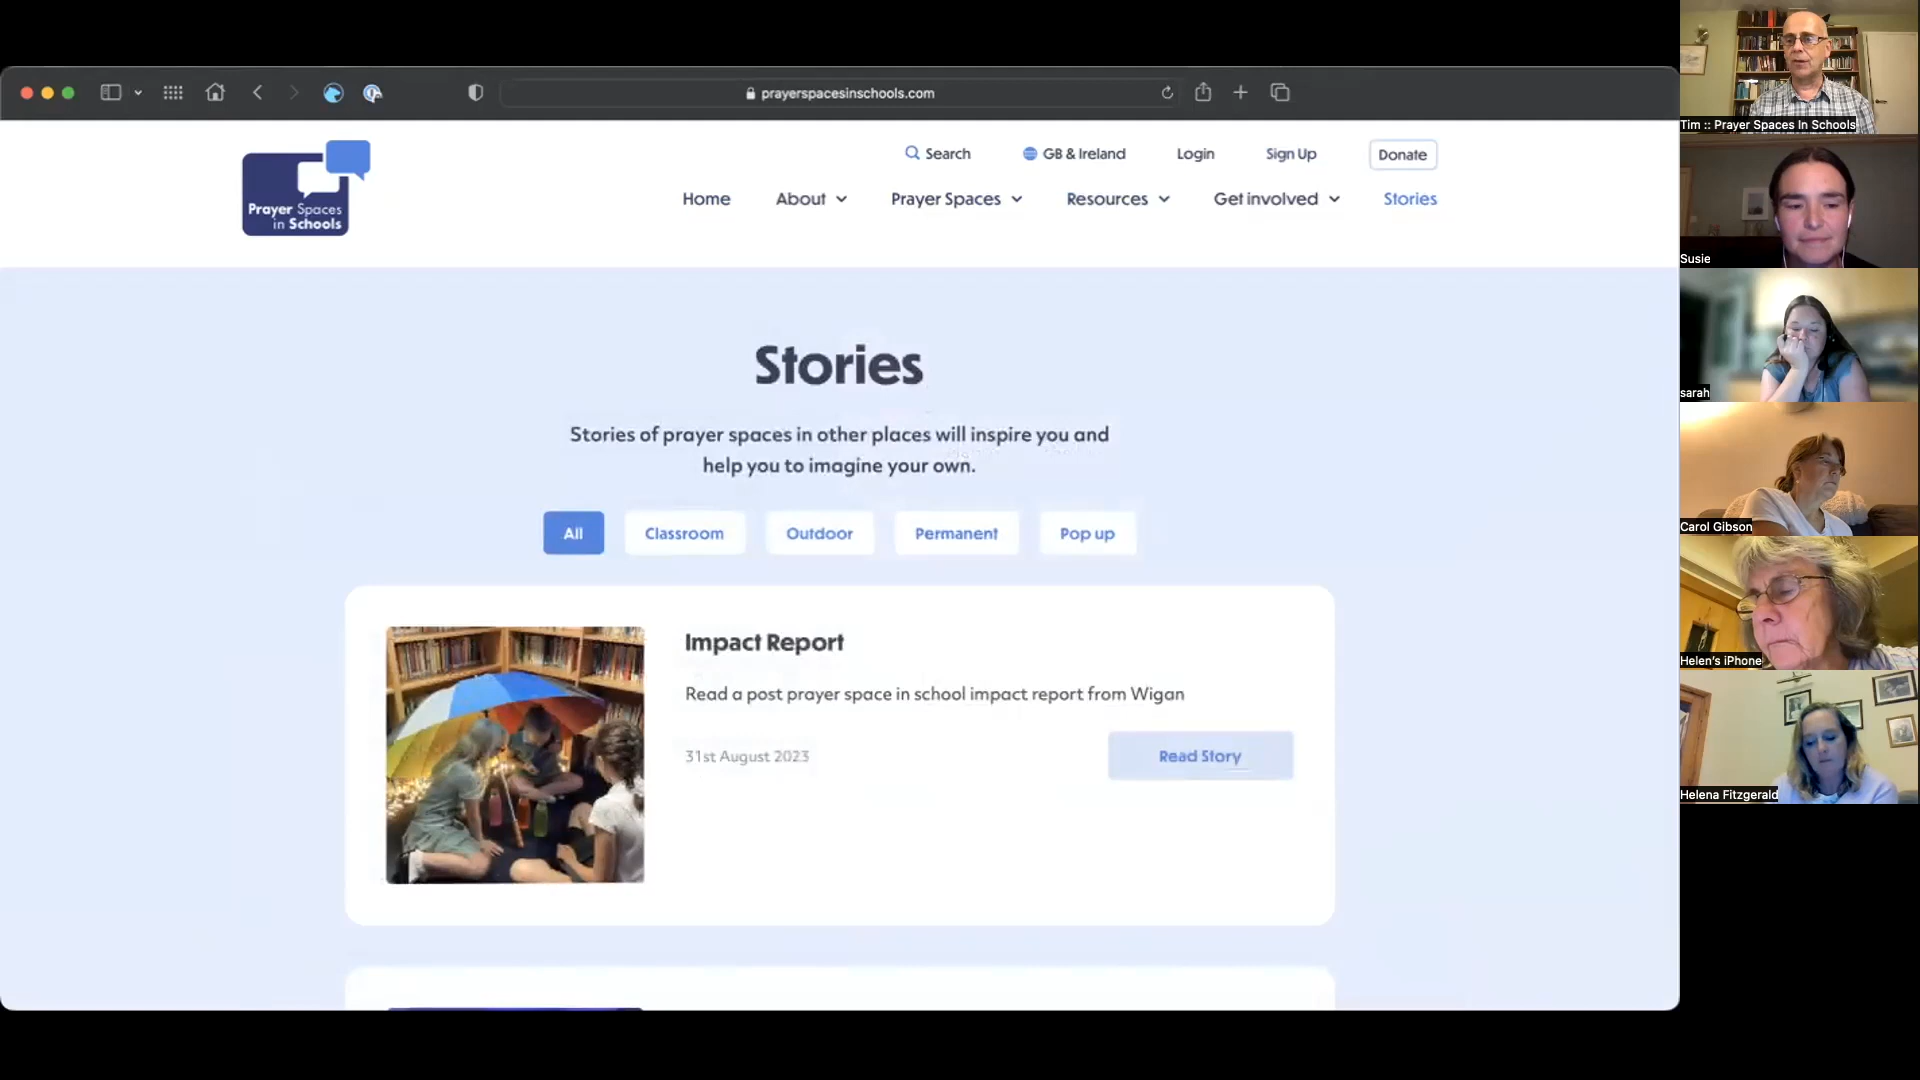 prayerspacesinschools.com
Search
GB & Ireland
Login
Sign Up
Donate
Prayer Spaces
in Schools
Home
About
Prayer Spaces
Resources
Get involved
Stories
Stories
Stories of prayer spaces in other places will inspire you and
help you to imagine your own.
All
Classroom
Outdoor
Permanent
Pop up
Impact Report
Read a post prayer space in school impact report from Wigan
31st August 2023
Read Story
Tim :: Prayer Spaces In Schools
Susie
sarah
Carol Gibson
Helen's iPhone
Helena Fitzgerald